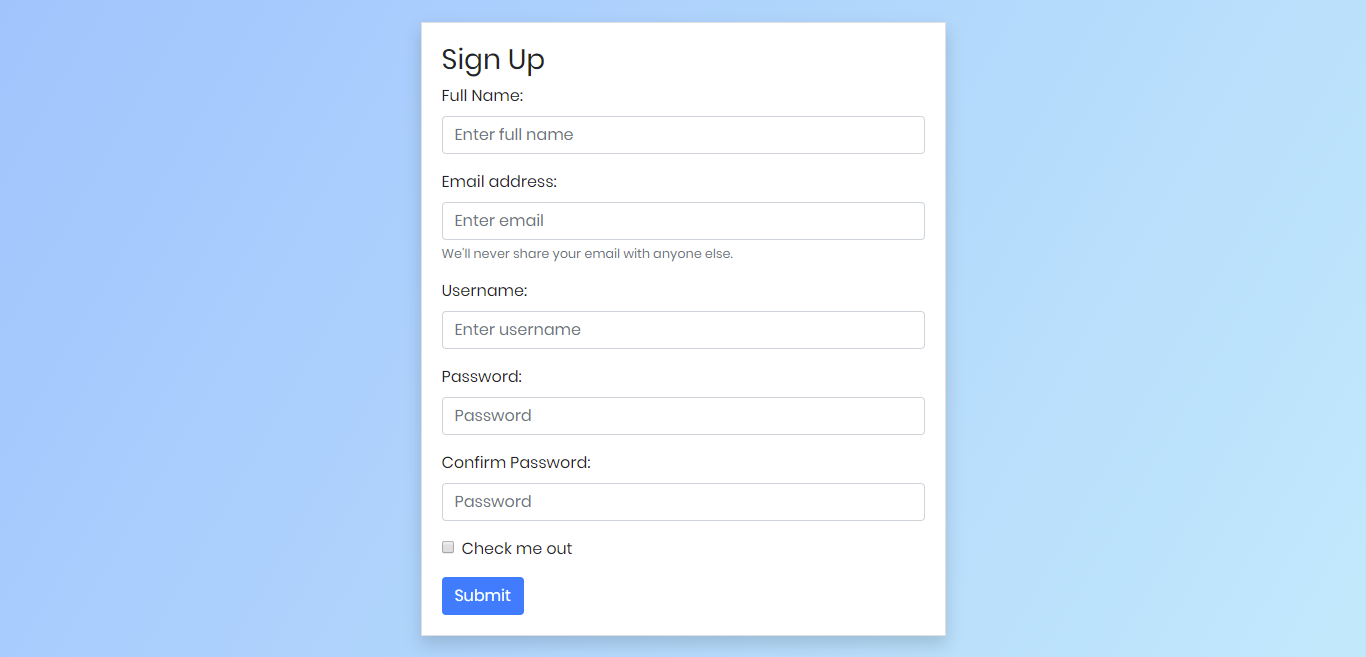 Sign Up
Full Name:
Enter full name
Email address:
Enter email
We'll never share your email with anyone else.
Username:
Enter username
Password:
Password
Confirm Password:
Password
Check me out
Submit